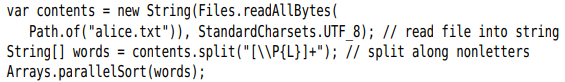 var contents = new String(Files.readAllBytes(
Path.of("alice.txt")), StandardCharsets.UTF_8); // read file into string
String[] words = contents.split("[\\P{L}]+"); // split along nonletters
Arrays.parallelSort(words);